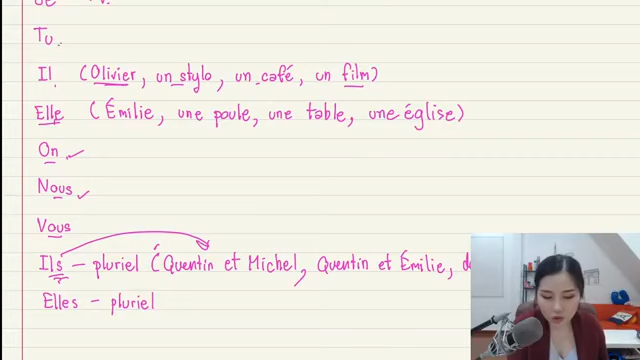 Tu
Il (Olivier, un stylo, un café, un film)
Elle (Émilie, une poule, une table, une église)
On
Nous
Vous
Ils – pluriel (Quentin et Michel, Quentin et Émilie,
Elles – pluriel